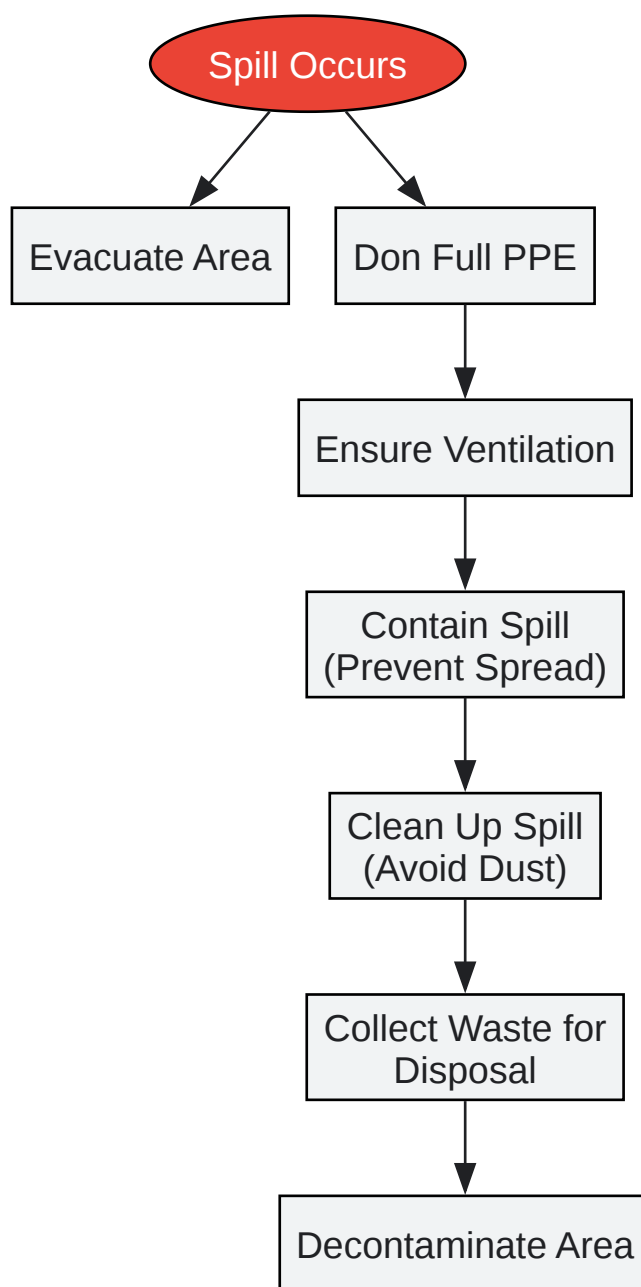 Spill Occurs
Evacuate Area
Don Full PPE
Ensure Ventilation
Contain Spill
(Prevent Spread)
Clean Up Spill
(Avoid Dust)
Collect Waste for
Disposal
Decontaminate Area